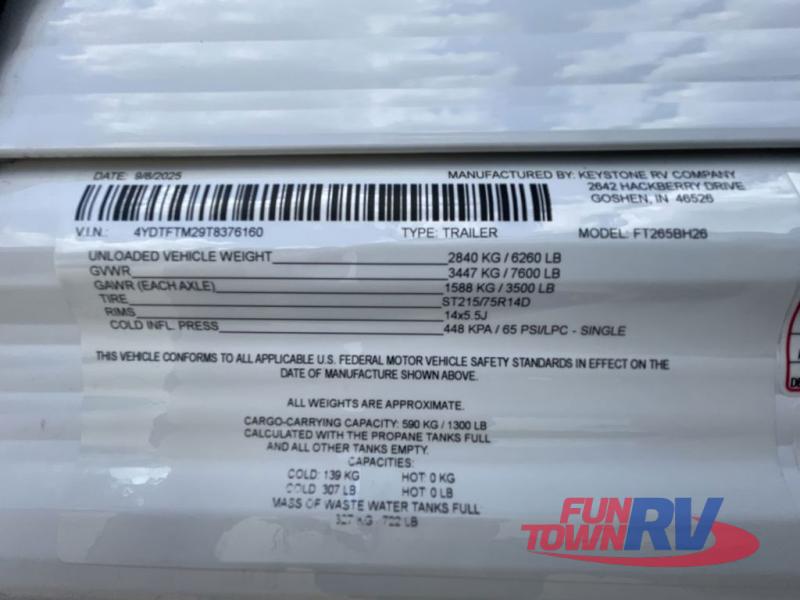 DATE: 9/8/2025 MANUFACTURED BY: KEYSTONE RV COMPANY
2642 HACKBERRY DRIVE
GOSHEN, IN 46526
V.I.N.: 4YDTFTM29T8376160 TYPE: TRAILER MODEL: FT265BH26
UNLOADED VEHICLE WEIGHT 2840 KG / 6260 LB
GVWR 3447 KG / 7600 LB
GAWR (EACH AXLE) 1588 KG / 3500 LB
TIRE ST215/75R14D
RIMS 14x5.5J
COLD INFL. PRESS 448 KPA / 65 PSI/LPC - SINGLE
THIS VEHICLE CONFORMS TO ALL APPLICABLE U.S. FEDERAL MOTOR VEHICLE SAFETY STANDARDS IN EFFECT ON THE
DATE OF MANUFACTURE SHOWN ABOVE.
ALL WEIGHTS ARE APPROXIMATE.
CARGO-CARRYING CAPACITY: 590 KG / 1300 LB
CALCULATED WITH THE PROPANE TANKS FULL
AND ALL OTHER TANKS EMPTY.
CAPACITIES:
COLD: 139 KG HOT: 0 KG
COLD 307 LB HOT: 0 LB
MASS OF WASTE WATER TANKS FULL
327 KG - 722 LB
FUN
TOWN RV